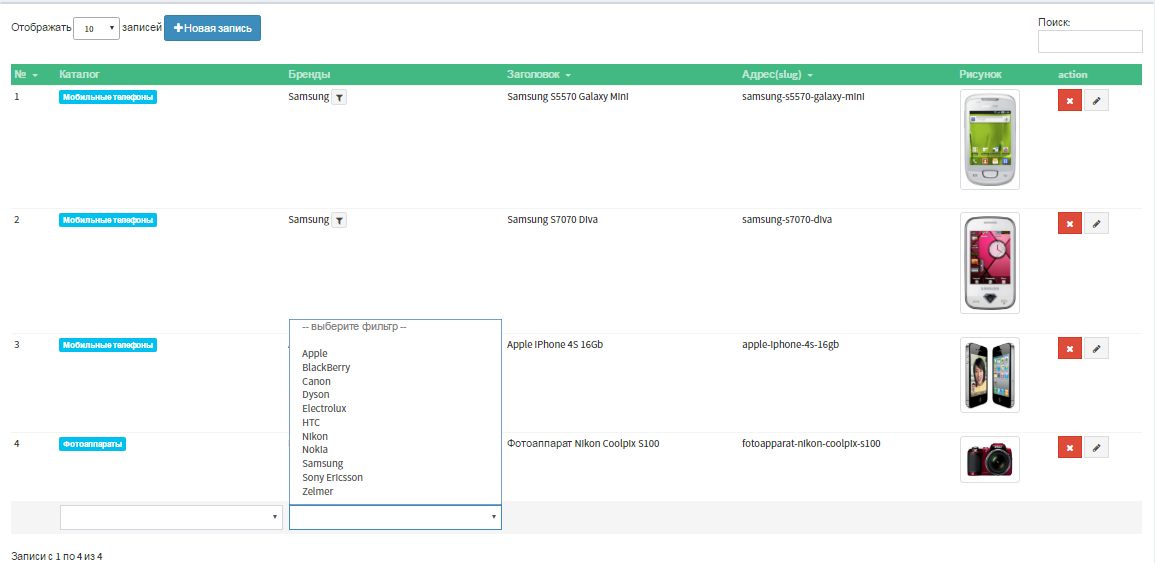 Отображать 10 записей Новая запись
Поиск:
№ Каталог Бренды Заголовок Адрес(slug) Рисунок action
1 Мобильные телефоны Samsung Samsung S5570 Galaxy Mini samsung-s5570-galaxy-mini
2 Мобильные телефоны Samsung Samsung S7070 Diva samsung-s7070-diva
3 Мобильные телефоны Apple iPhone 4S 16Gb apple-iphone-4s-16gb
4 Фотоаппараты Фотоаппарат Nikon Coolpix S100 fotoapparat-nikon-coolpix-s100
-- выберите фильтр --
Apple
BlackBerry
Canon
Dyson
Electrolux
HTC
Nikon
Nokia
Samsung
Sony Ericsson
Zelmer
Записи с 1 по 4 из 4